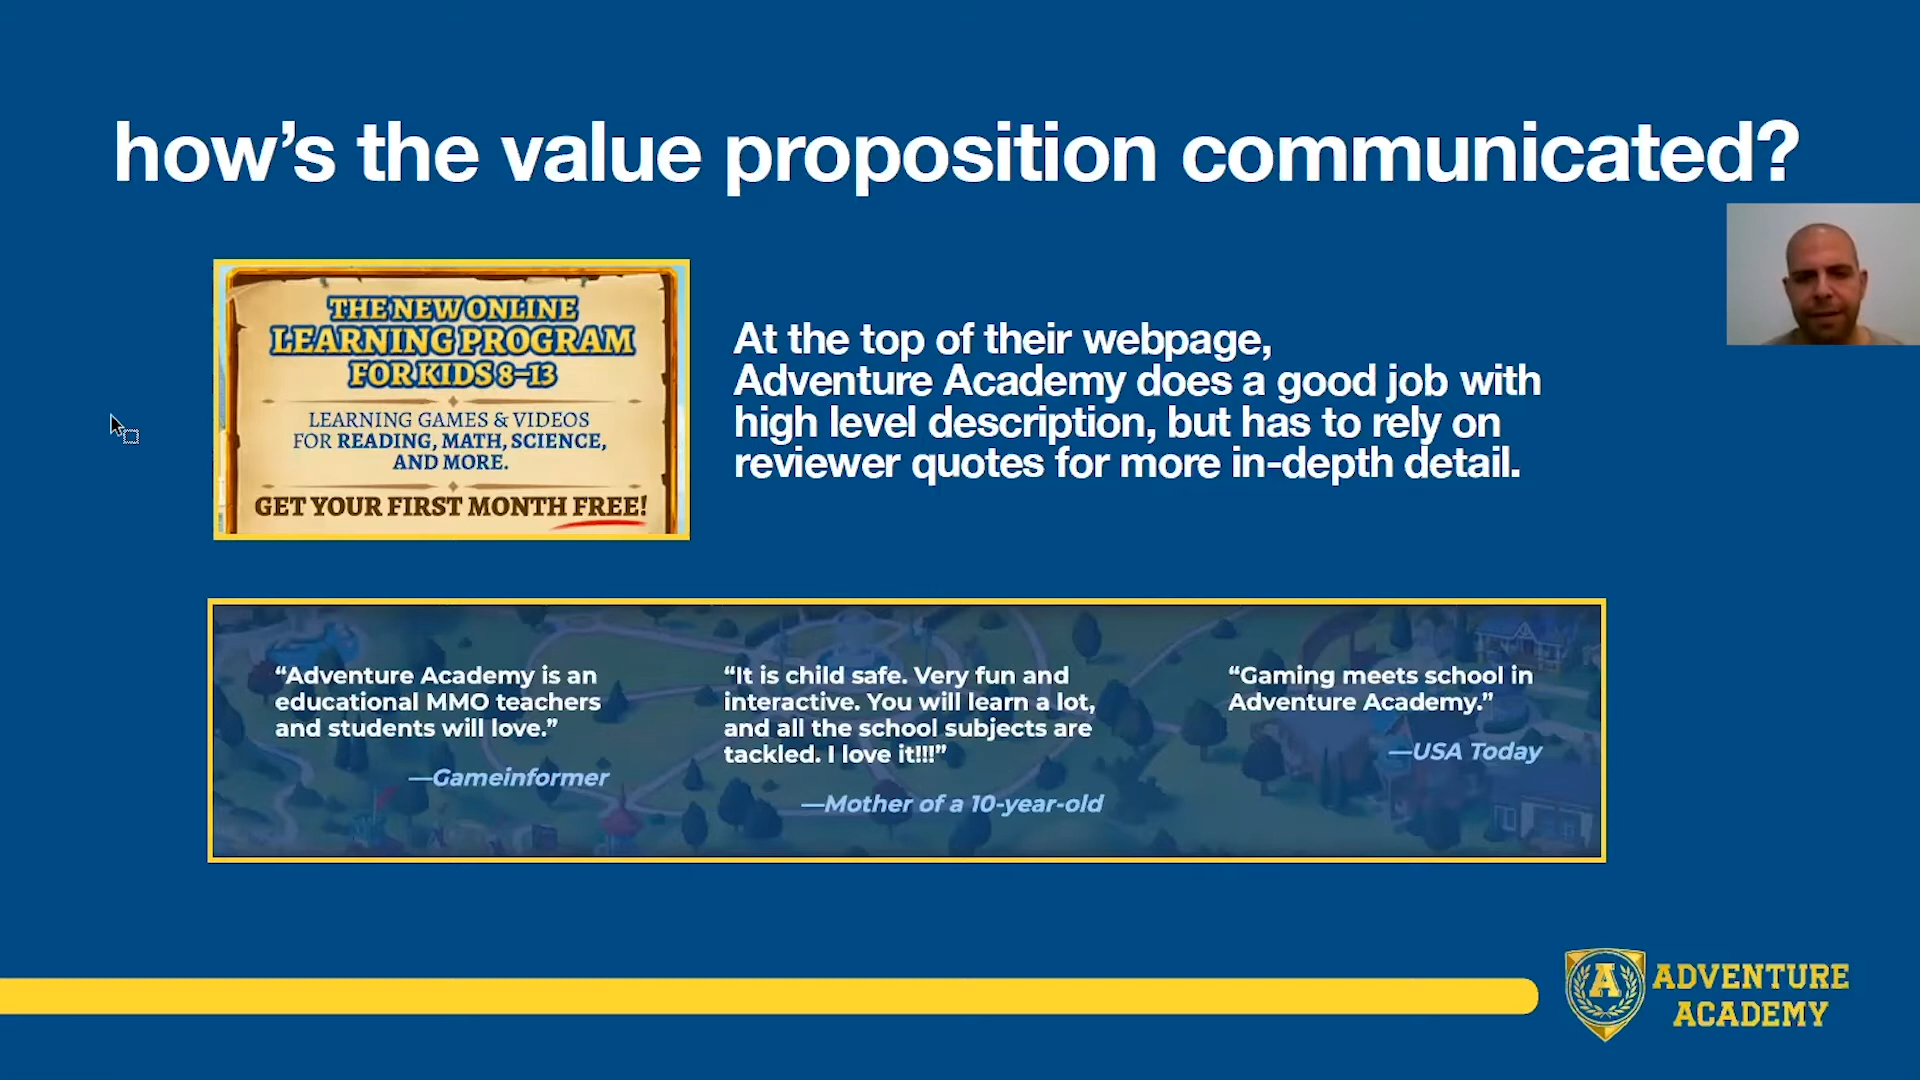 how’s the value proposition communicated?
THE NEW ONLINE
LEARNING PROGRAM
FOR KIDS 8–13
LEARNING GAMES & VIDEOS
FOR READING, MATH, SCIENCE,
AND MORE.
GET YOUR FIRST MONTH FREE!
At the top of their webpage,
Adventure Academy does a good job with
high level description, but has to rely on
reviewer quotes for more in-depth detail.
“Adventure Academy is an
educational MMO teachers
and students will love.”
—Gameinformer
“It is child safe. Very fun and
interactive. You will learn a lot,
and all the school subjects are
tackled. I love it!!!”
—Mother of a 10-year-old
“Gaming meets school in
Adventure Academy.”
—USA Today
A
ADVENTURE
ACADEMY